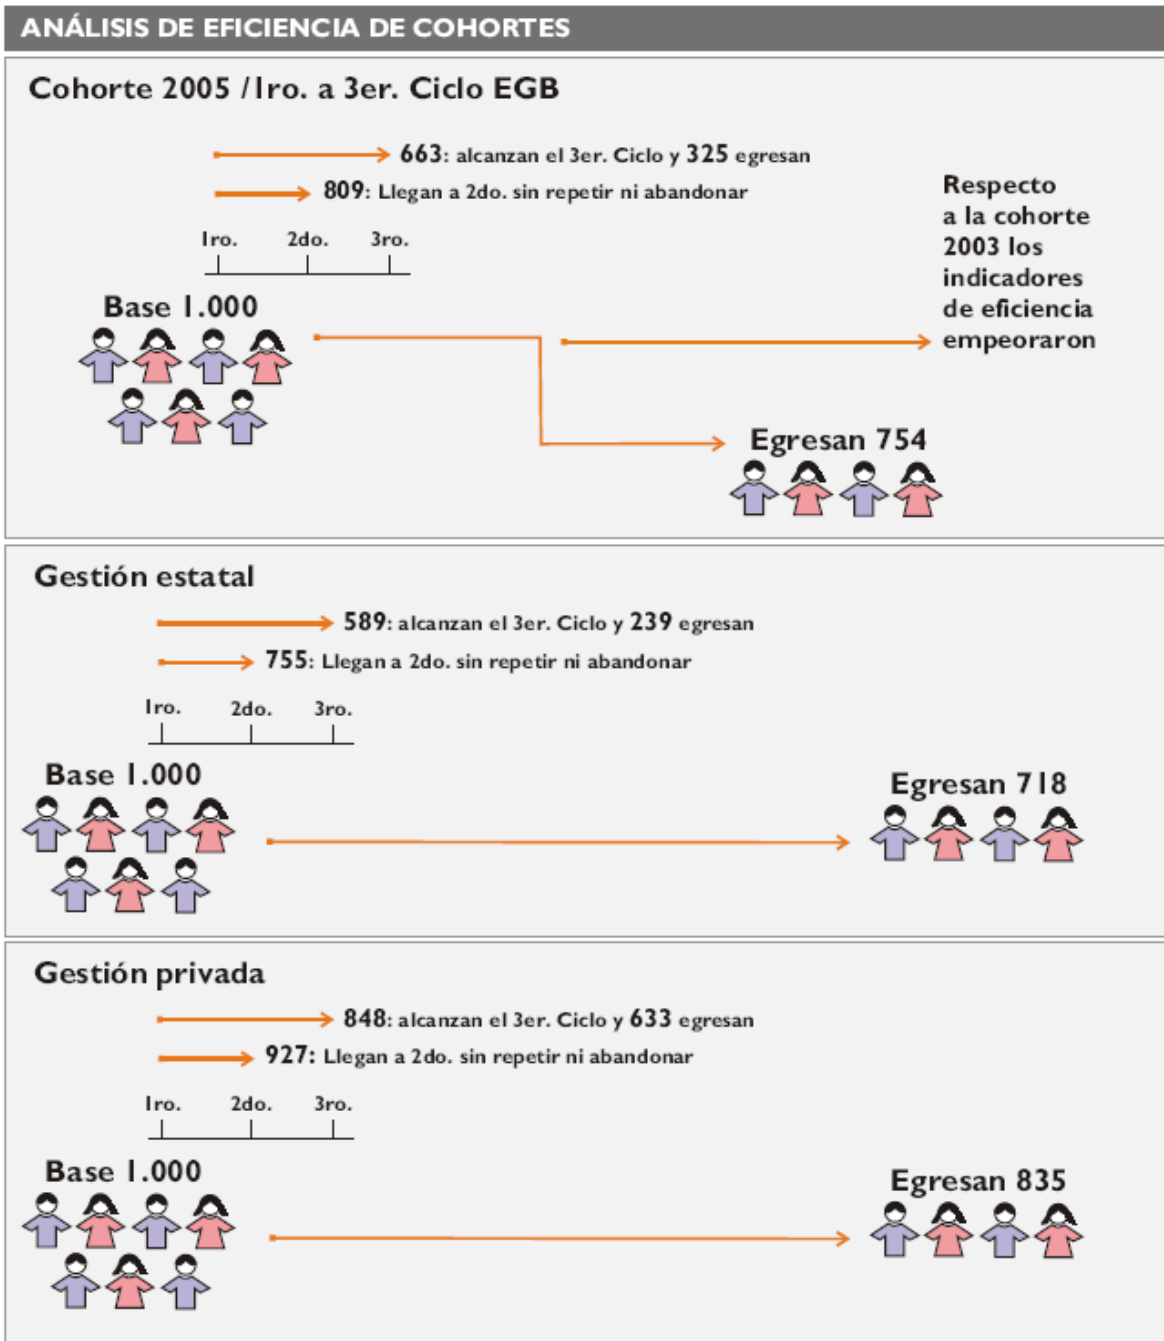 ANÁLISIS DE EFICIENCIA DE COHORTES
Cohorte 2005 /1ro. a 3er. Ciclo EGB
663: alcanzan el 3er. Ciclo y 325 egresan
809: Llegan a 2do. sin repetir ni abandonar
1ro. 2do. 3ro.
Base 1.000
Respecto
a la cohorte
2003 los
indicadores
de eficiencia
empeoraron
Egresan 754
Gestión estatal
589: alcanzan el 3er. Ciclo y 239 egresan
755: Llegan a 2do. sin repetir ni abandonar
1ro. 2do. 3ro.
Base 1.000
Egresan 718
Gestión privada
848: alcanzan el 3er. Ciclo y 633 egresan
927: Llegan a 2do. sin repetir ni abandonar
1ro. 2do. 3ro.
Base 1.000
Egresan 835